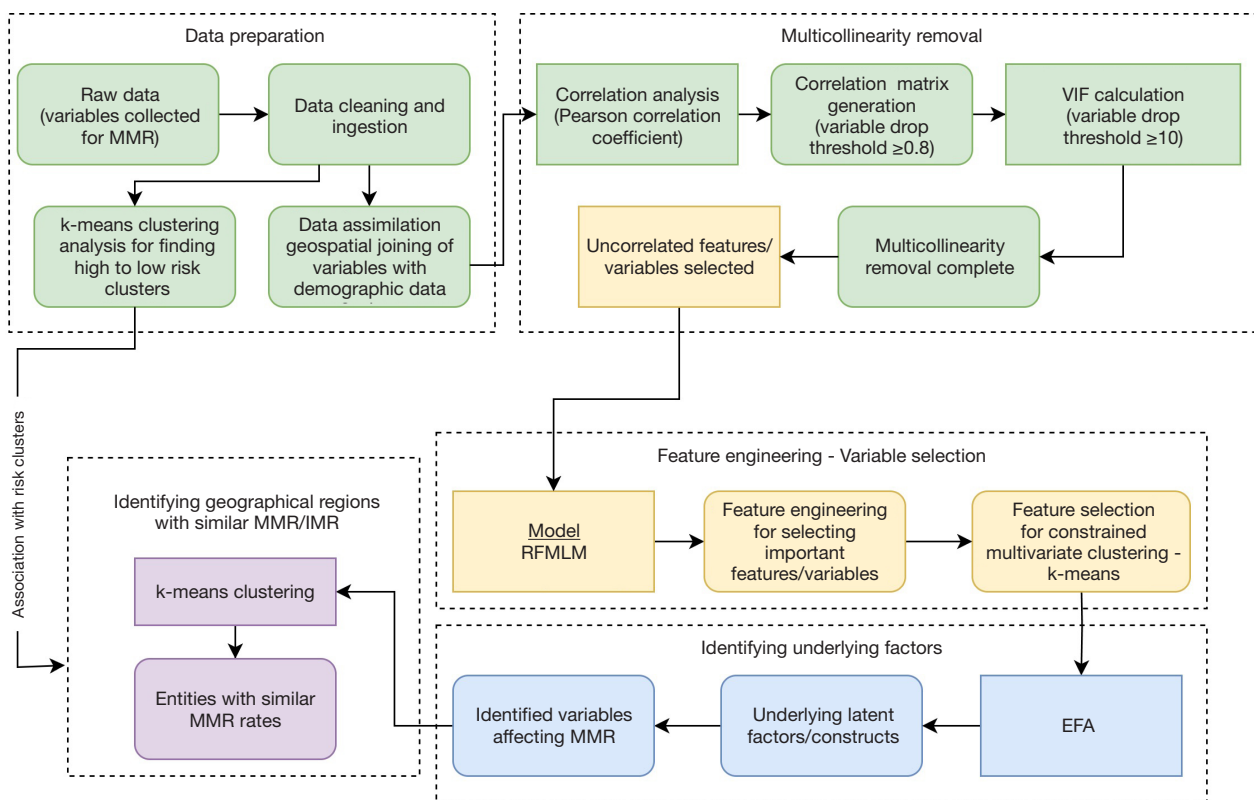 Data preparation
Raw data
(variables collected
for MMR)
Data cleaning and
ingestion
k-means clustering
analysis for finding
high to low risk
clusters
Data assimilation
geospatial joining of
variables with
demographic data
Multicollinearity removal
Correlation analysis
(Pearson correlation
coefficient)
Correlation matrix
generation
(variable drop
threshold ≥0.8)
VIF calculation
(variable drop
threshold ≥10)
Uncorrelated features/
variables selected
Multicollinearity
removal complete
Association with risk clusters
Feature engineering - Variable selection
Model
RFMLM
Feature engineering
for selecting
important
features/variables
Feature selection
for constrained
multivariate clustering -
k-means
Identifying geographical regions
with similar MMR/IMR
k-means clustering
Entities with similar
MMR rates
Identifying underlying factors
Identified variables
affecting MMR
Underlying latent
factors/constructs
EFA